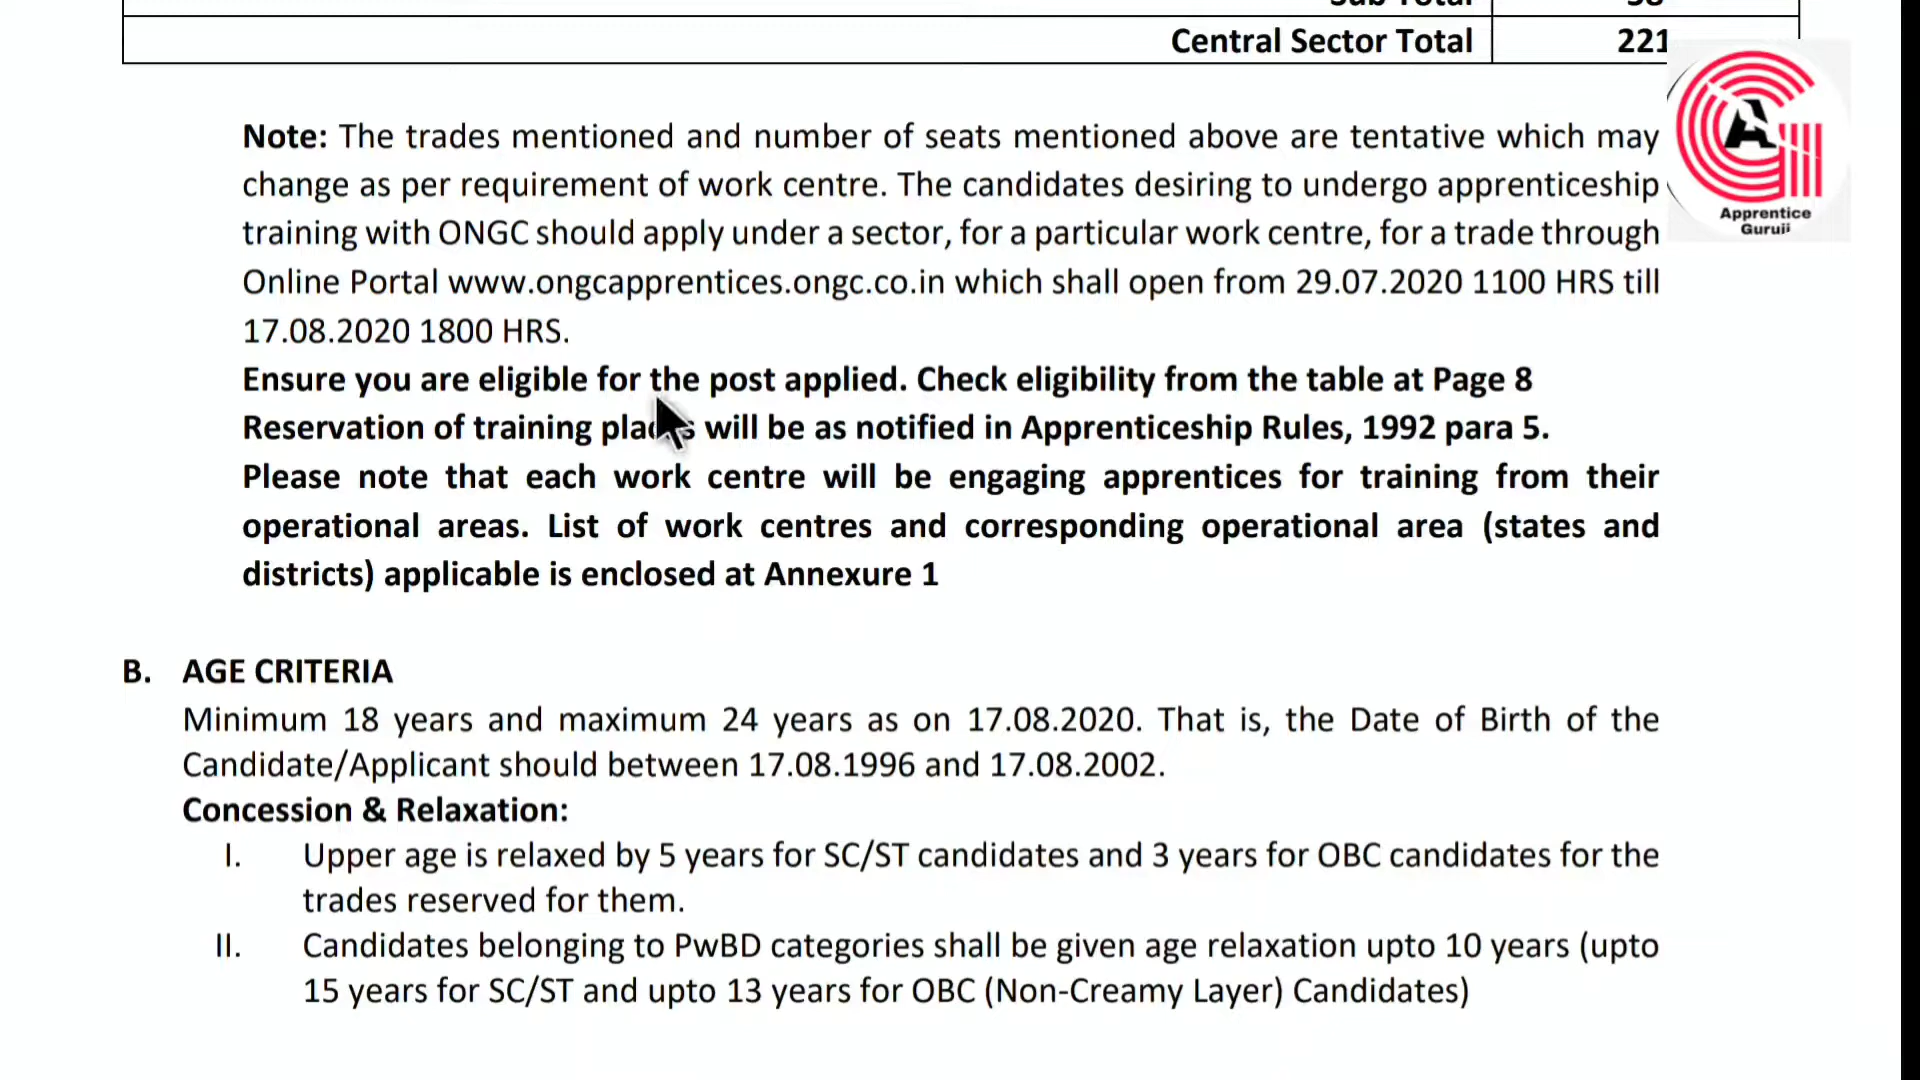 Sub Total 58
Central Sector Total 221
Note: The trades mentioned and number of seats mentioned above are tentative which may
change as per requirement of work centre. The candidates desiring to undergo apprenticeship
training with ONGC should apply under a sector, for a particular work centre, for a trade through
Online Portal www.ongcapprentices.ongc.co.in which shall open from 29.07.2020 1100 HRS till
17.08.2020 1800 HRS.
Ensure you are eligible for the post applied. Check eligibility from the table at Page 8
Reservation of training places will be as notified in Apprenticeship Rules, 1992 para 5.
Please note that each work centre will be engaging apprentices for training from their
operational areas. List of work centres and corresponding operational area (states and
districts) applicable is enclosed at Annexure 1
B. AGE CRITERIA
Minimum 18 years and maximum 24 years as on 17.08.2020. That is, the Date of Birth of the
Candidate/Applicant should between 17.08.1996 and 17.08.2002.
Concession & Relaxation:
I. Upper age is relaxed by 5 years for SC/ST candidates and 3 years for OBC candidates for the
trades reserved for them.
II. Candidates belonging to PwBD categories shall be given age relaxation upto 10 years (upto
15 years for SC/ST and upto 13 years for OBC (Non-Creamy Layer) Candidates)
A
Apprentice
Guruji